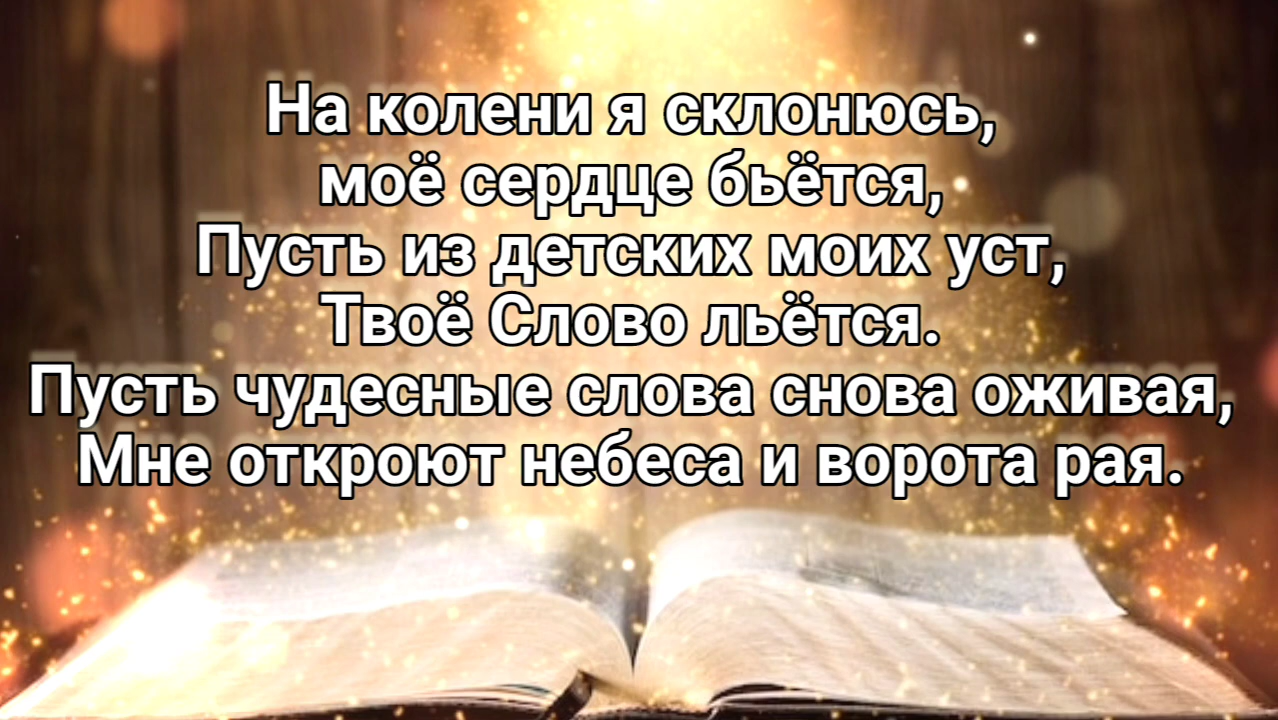 На колени я склонюсь,
моё сердце бьётся,
Пусть из детских моих уст,
Твоё Слово льётся.
Пусть чудесные слова снова оживая,
Мне откроют небеса и ворота рая.